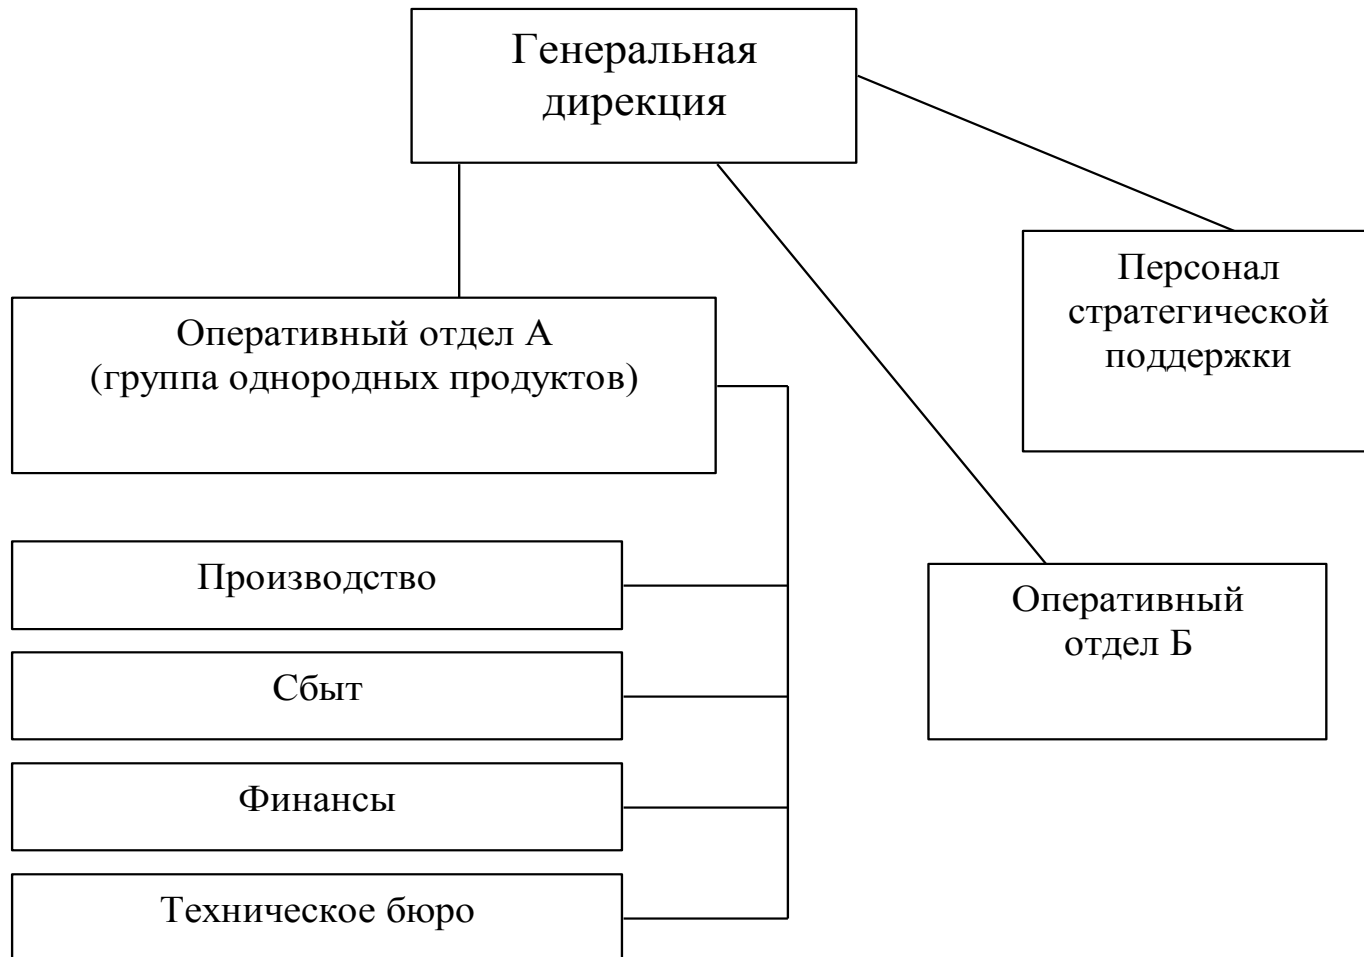 Генеральная
дирекция
Персонал
стратегической
поддержки
Оперативный отдел А
(группа однородных продуктов)
Производство
Оперативный
отдел Б
Сбыт
Финансы
Техническое бюро